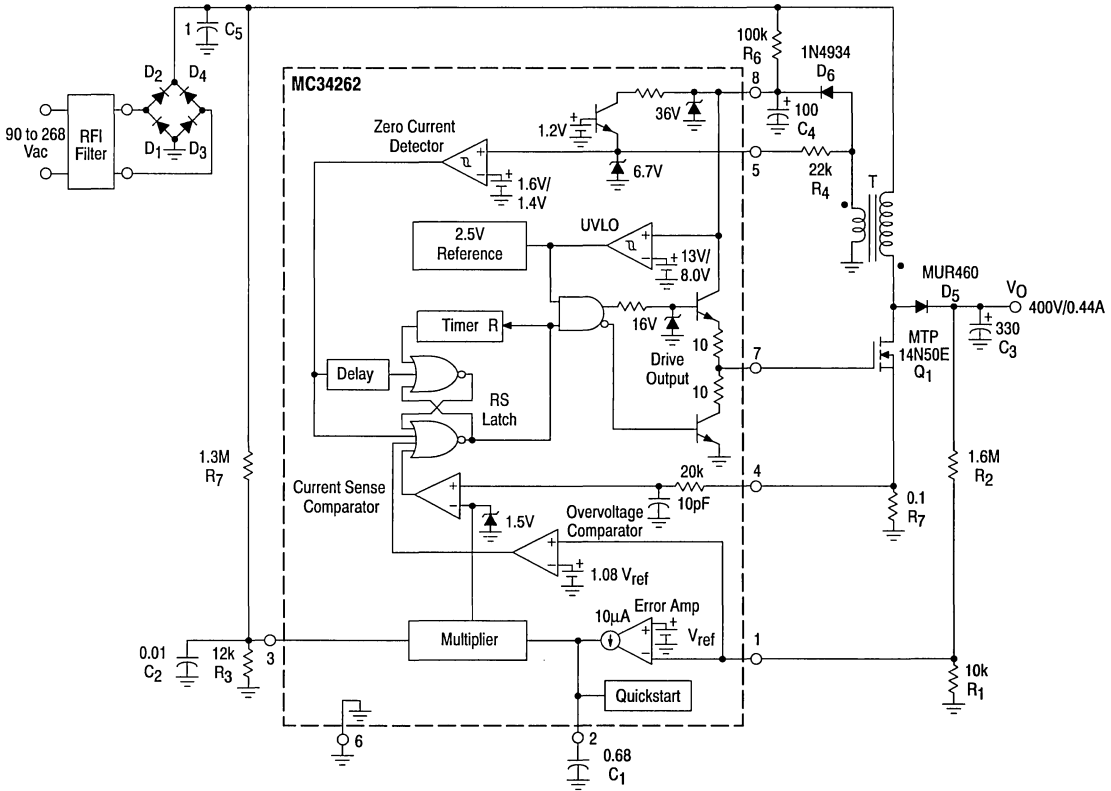 1
C5
100k
R6
1N4934
D6
D2
D4
MC34262
8
36V
1.2V
+
100
C4
90 to 268
Vac
RFI
Filter
D1
D3
Zero Current
Detector
+
−
6.7V
5
22k
R4
T
1.6V/
1.4V
2.5V
Reference
UVLO
+
−
13V/
8.0V
MUR460
D5
VO
400V/0.44A
16V
Timer R
10
Drive
Output
7
MTP
14N50E
Q1
330
C3
Delay
RS
Latch
10
1.3M
R7
Current Sense
Comparator
+
−
20k
10pF
4
1.6M
R2
1.5V
Overvoltage
Comparator
0.1
R7
+
−
1.08 Vref
10µA
Error Amp
+
−
Vref
1
Multiplier
0.01
C2
12k
R3
3
10k
R1
Quickstart
6
2
0.68
C1